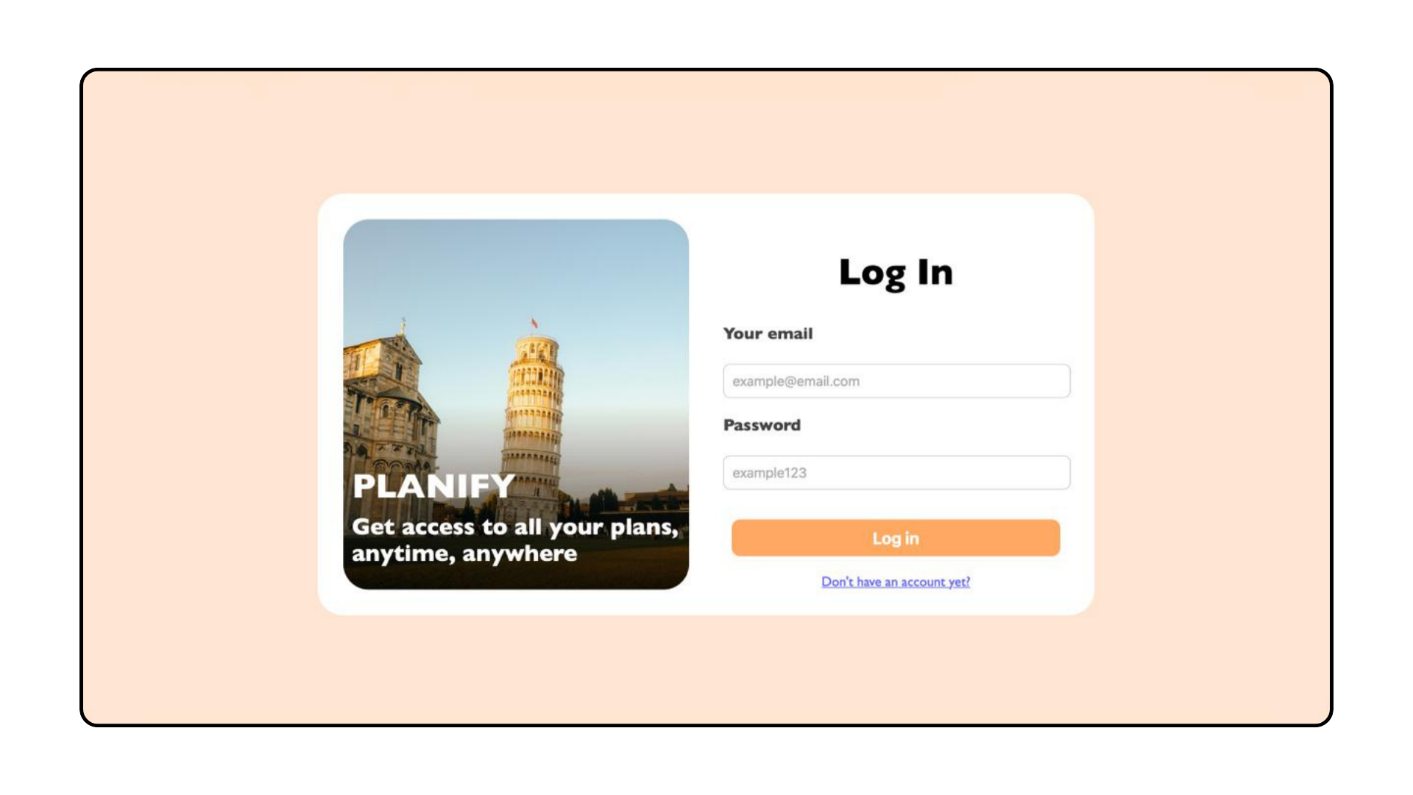 PLANIFY
Get access to all your plans,
anytime, anywhere
Log In
Your email
example@email.com
Password
example123
Log in
Don't have an account yet?